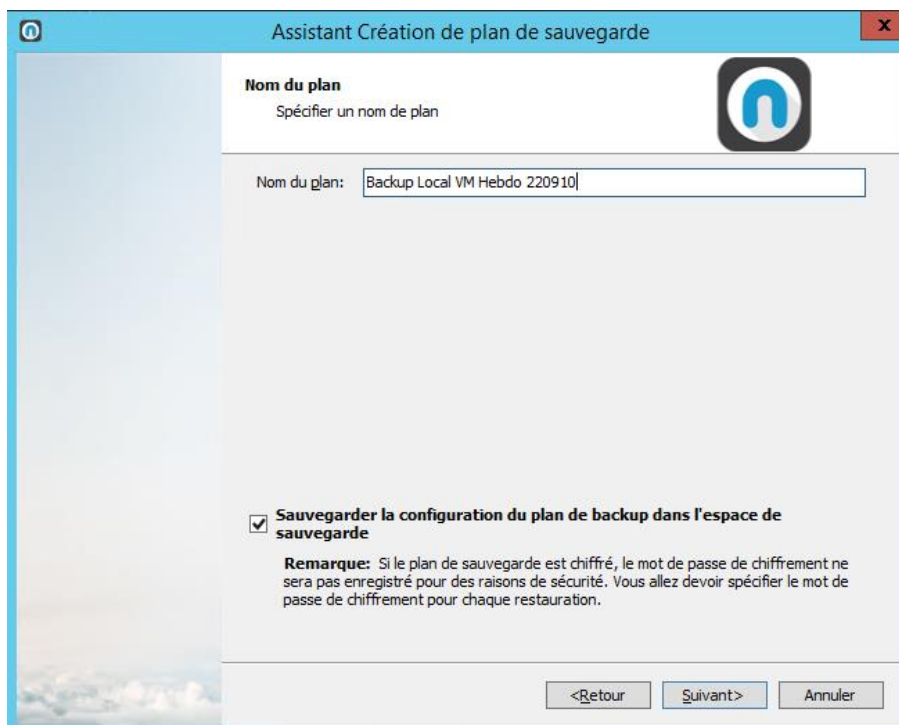 Assistant Création de plan de sauvegarde
x
Nom du plan
Spécifier un nom de plan
Nom du plan: Backup Local VM Hebdo 220910
Sauvegarder la configuration du plan de backup dans l'espace de
sauvegarde
Remarque: Si le plan de sauvegarde est chiffré, le mot de passe de chiffrement ne
sera pas enregistré pour des raisons de sécurité. Vous allez devoir spécifier le mot de
passe de chiffrement pour chaque restauration.
<Retour Suivant> Annuler